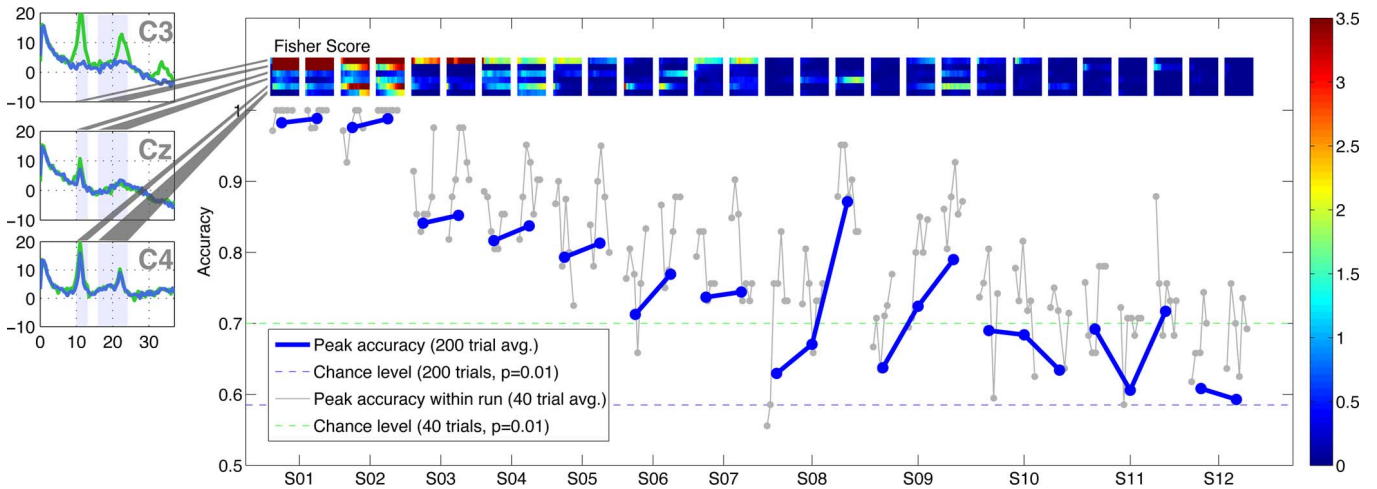 C3
20
10
0
−10
Cz
20
10
0
−10
C4
20
10
0
−10
0 10 20 30
Fisher Score
Accuracy
1
0.9
0.8
0.7
0.6
0.5
Peak accuracy (200 trial avg.)
Chance level (200 trials, p=0.01)
Peak accuracy within run (40 trial avg.)
Chance level (40 trials, p=0.01)
S01 S02 S03 S04 S05 S06 S07 S08 S09 S10 S11 S12
3.5
3
2.5
2
1.5
1
0.5
0